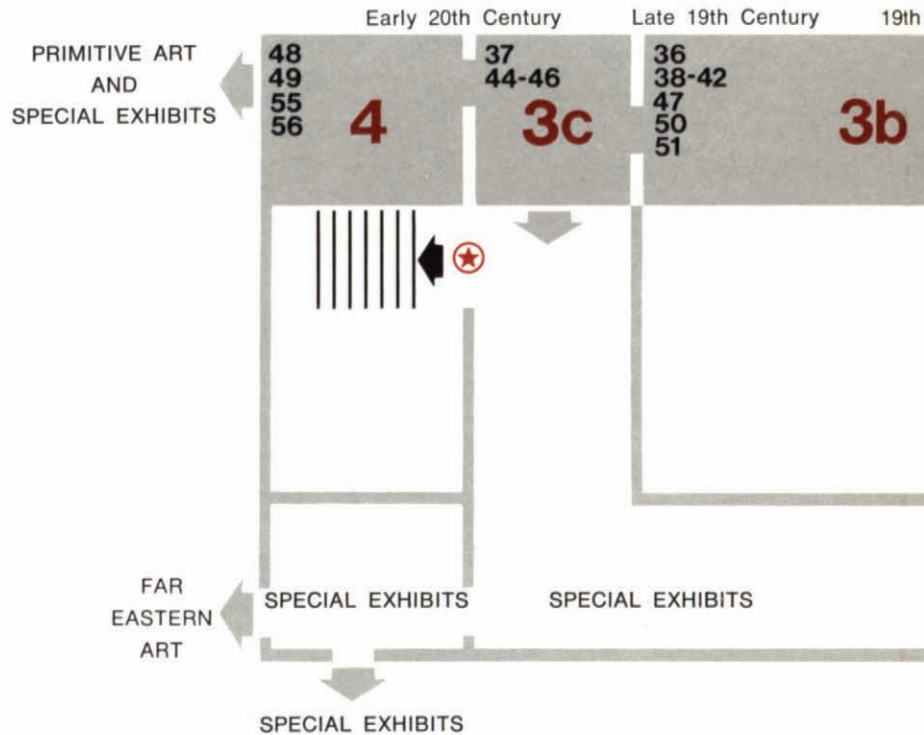 Early 20th Century
Late 19th Century
19th
PRIMITIVE ART
AND
SPECIAL EXHIBITS
48
49
55
56
4
37
44-46
3c
36
38-42
47
50
51
3b
FAR
EASTERN
ART
SPECIAL EXHIBITS
SPECIAL EXHIBITS
SPECIAL EXHIBITS